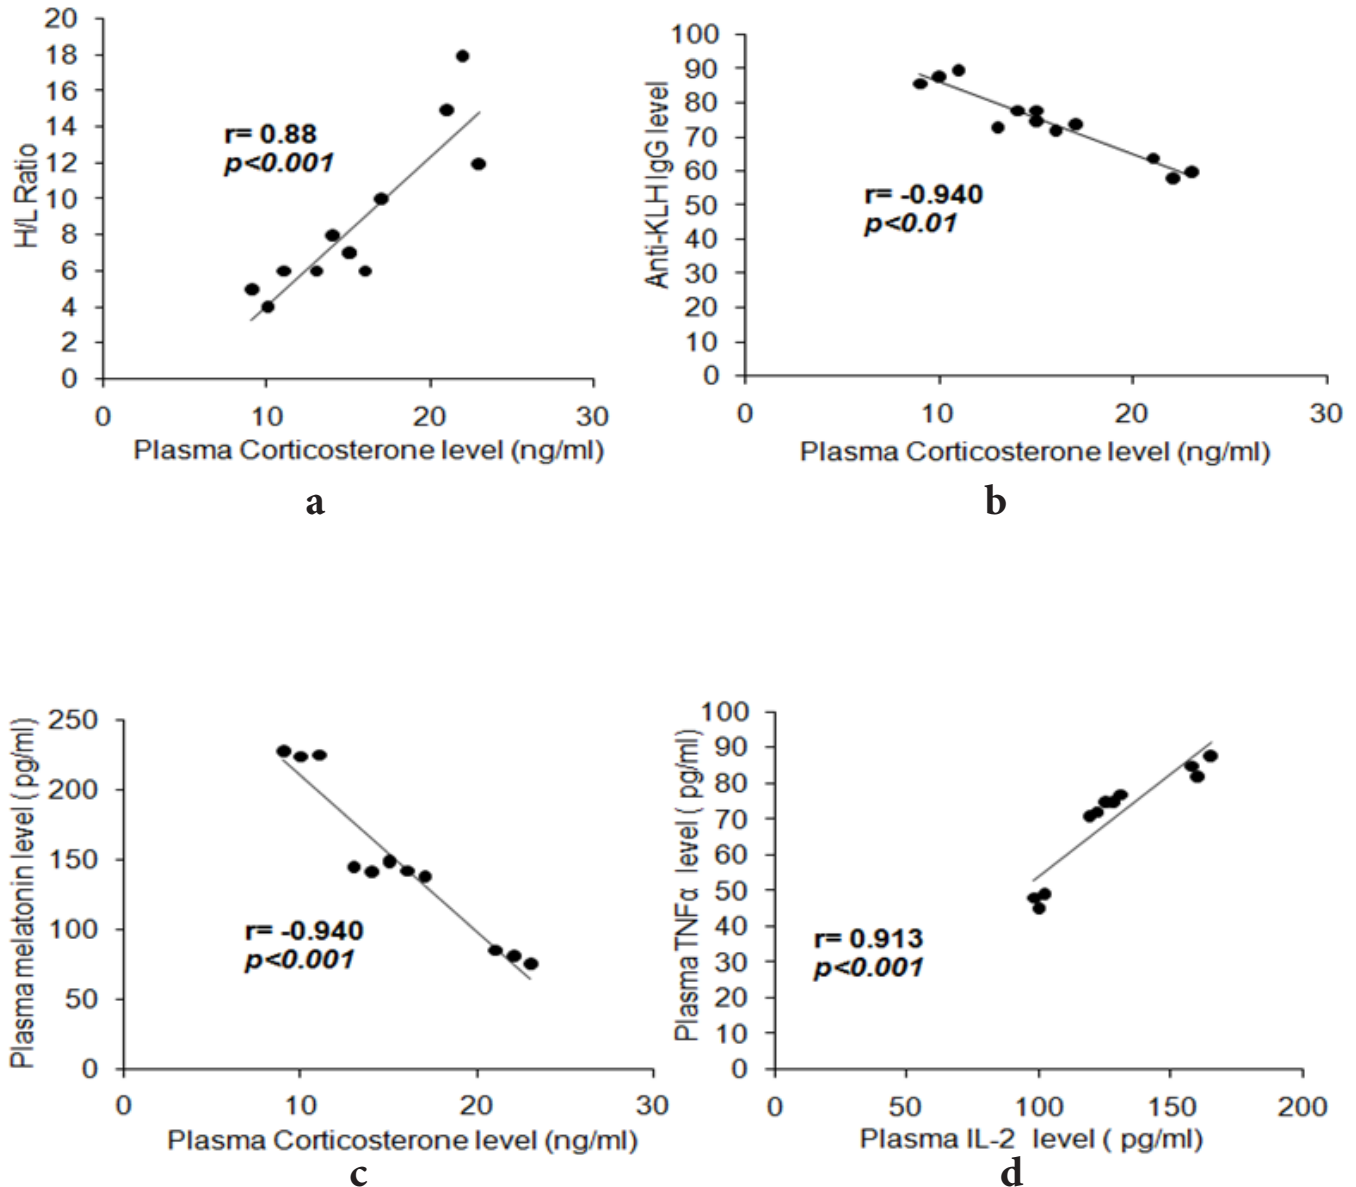 20
18
16
14
12
10
8
6
4
2
0
H/L Ratio
r= 0.88
p<0.001
0 10 20 30
Plasma Corticosterone level (ng/ml)
a
100
90
80
70
60
50
40
30
20
10
0
Anti-KLH IgG level
r= -0.940
p<0.01
0 10 20 30
Plasma Corticosterone level (ng/ml)
b
250
200
150
100
50
0
Plasma melatonin level ( pg/ml)
r= -0.940
p<0.001
0 10 20 30
Plasma Corticosterone level (ng/ml)
c
100
90
80
70
60
50
40
30
20
10
0
Plasma TNFα level ( pg/ml)
r= 0.913
p<0.001
0 50 100 150 200
Plasma IL-2 level ( pg/ml)
d